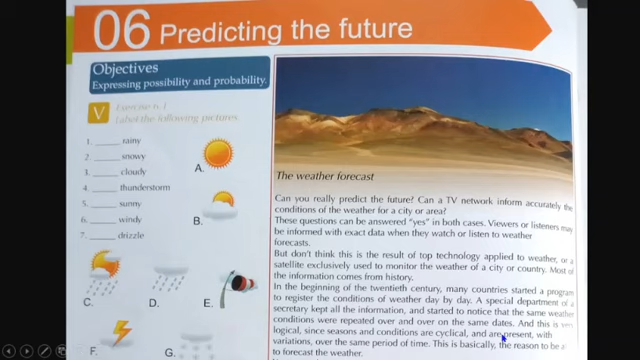 06 Predicting the future
Objectives
Expressing possibility and probability.
V
Exercise 6.1
Label the following pictures.
1. ______ rainy
2. ______ snowy
3. ______ cloudy
4. ______ thunderstorm
5. ______ sunny
6. ______ windy
7. ______ drizzle
A.
B.
C.
D.
E.
F.
G.
The weather forecast
Can you really predict the future? Can a TV network inform accurately the
conditions of the weather for a city or area?
These questions can be answered "yes" in both cases. Viewers or listeners may
be informed with exact data when they watch or listen to weather
forecasts.
But don't think this is the result of top technology applied to weather, or a
satellite exclusively used to monitor the weather of a city or country. Most of
the information comes from history.
In the beginning of the twentieth century, many countries started a program
to register the conditions of weather day by day. A special department of a
secretary kept all the information, and started to notice that the same weather
conditions were repeated over and over on the same dates. And this is very
logical, since seasons and conditions are cyclical, and are present, with
variations, over the same period of time. This is basically, the reason to be a
to forecast the weather.